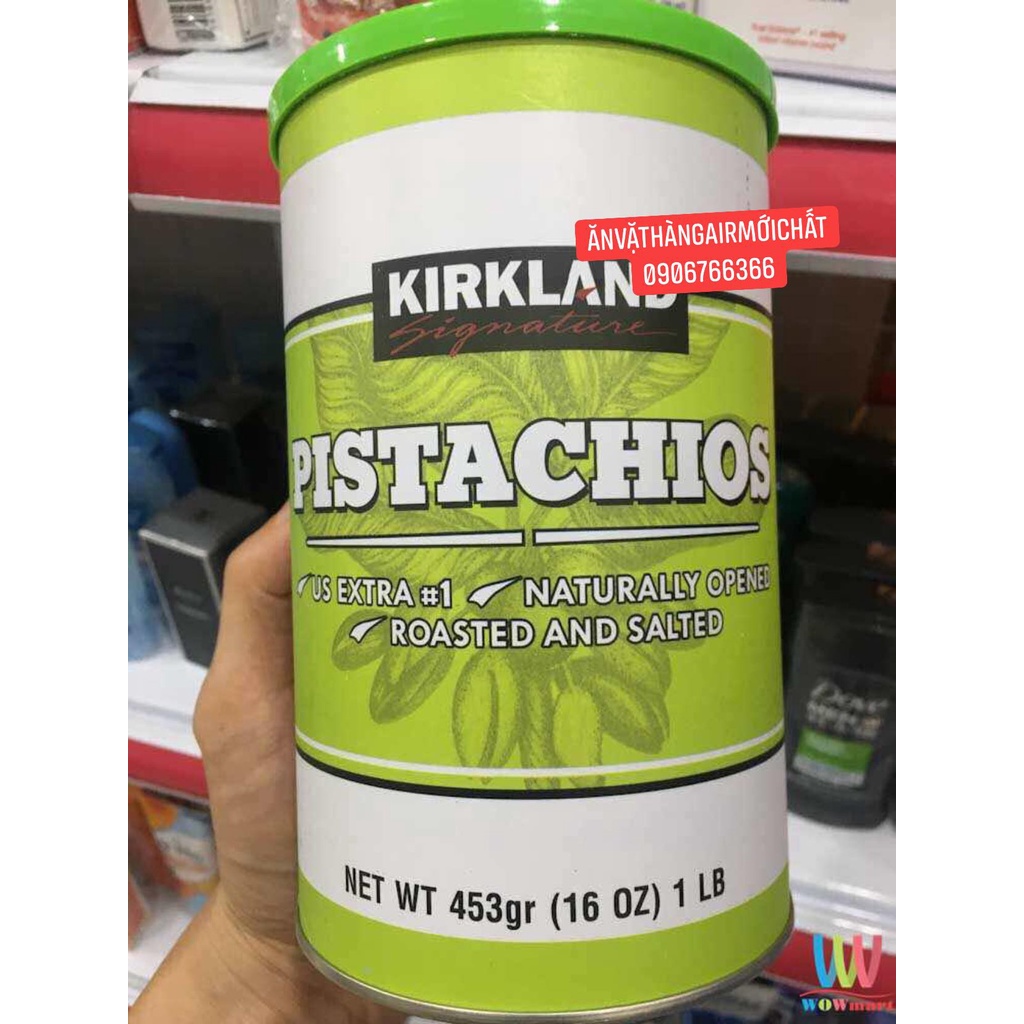 ĂNVẶTHÀNGAIRMỚICHẤT
0906766366
KIRKLAND
Signature
PISTACHIOS
US EXTRA #1 NATURALLY OPENED
ROASTED AND SALTED
NET WT 453gr (16 OZ) 1 LB
Dove
WOWmart